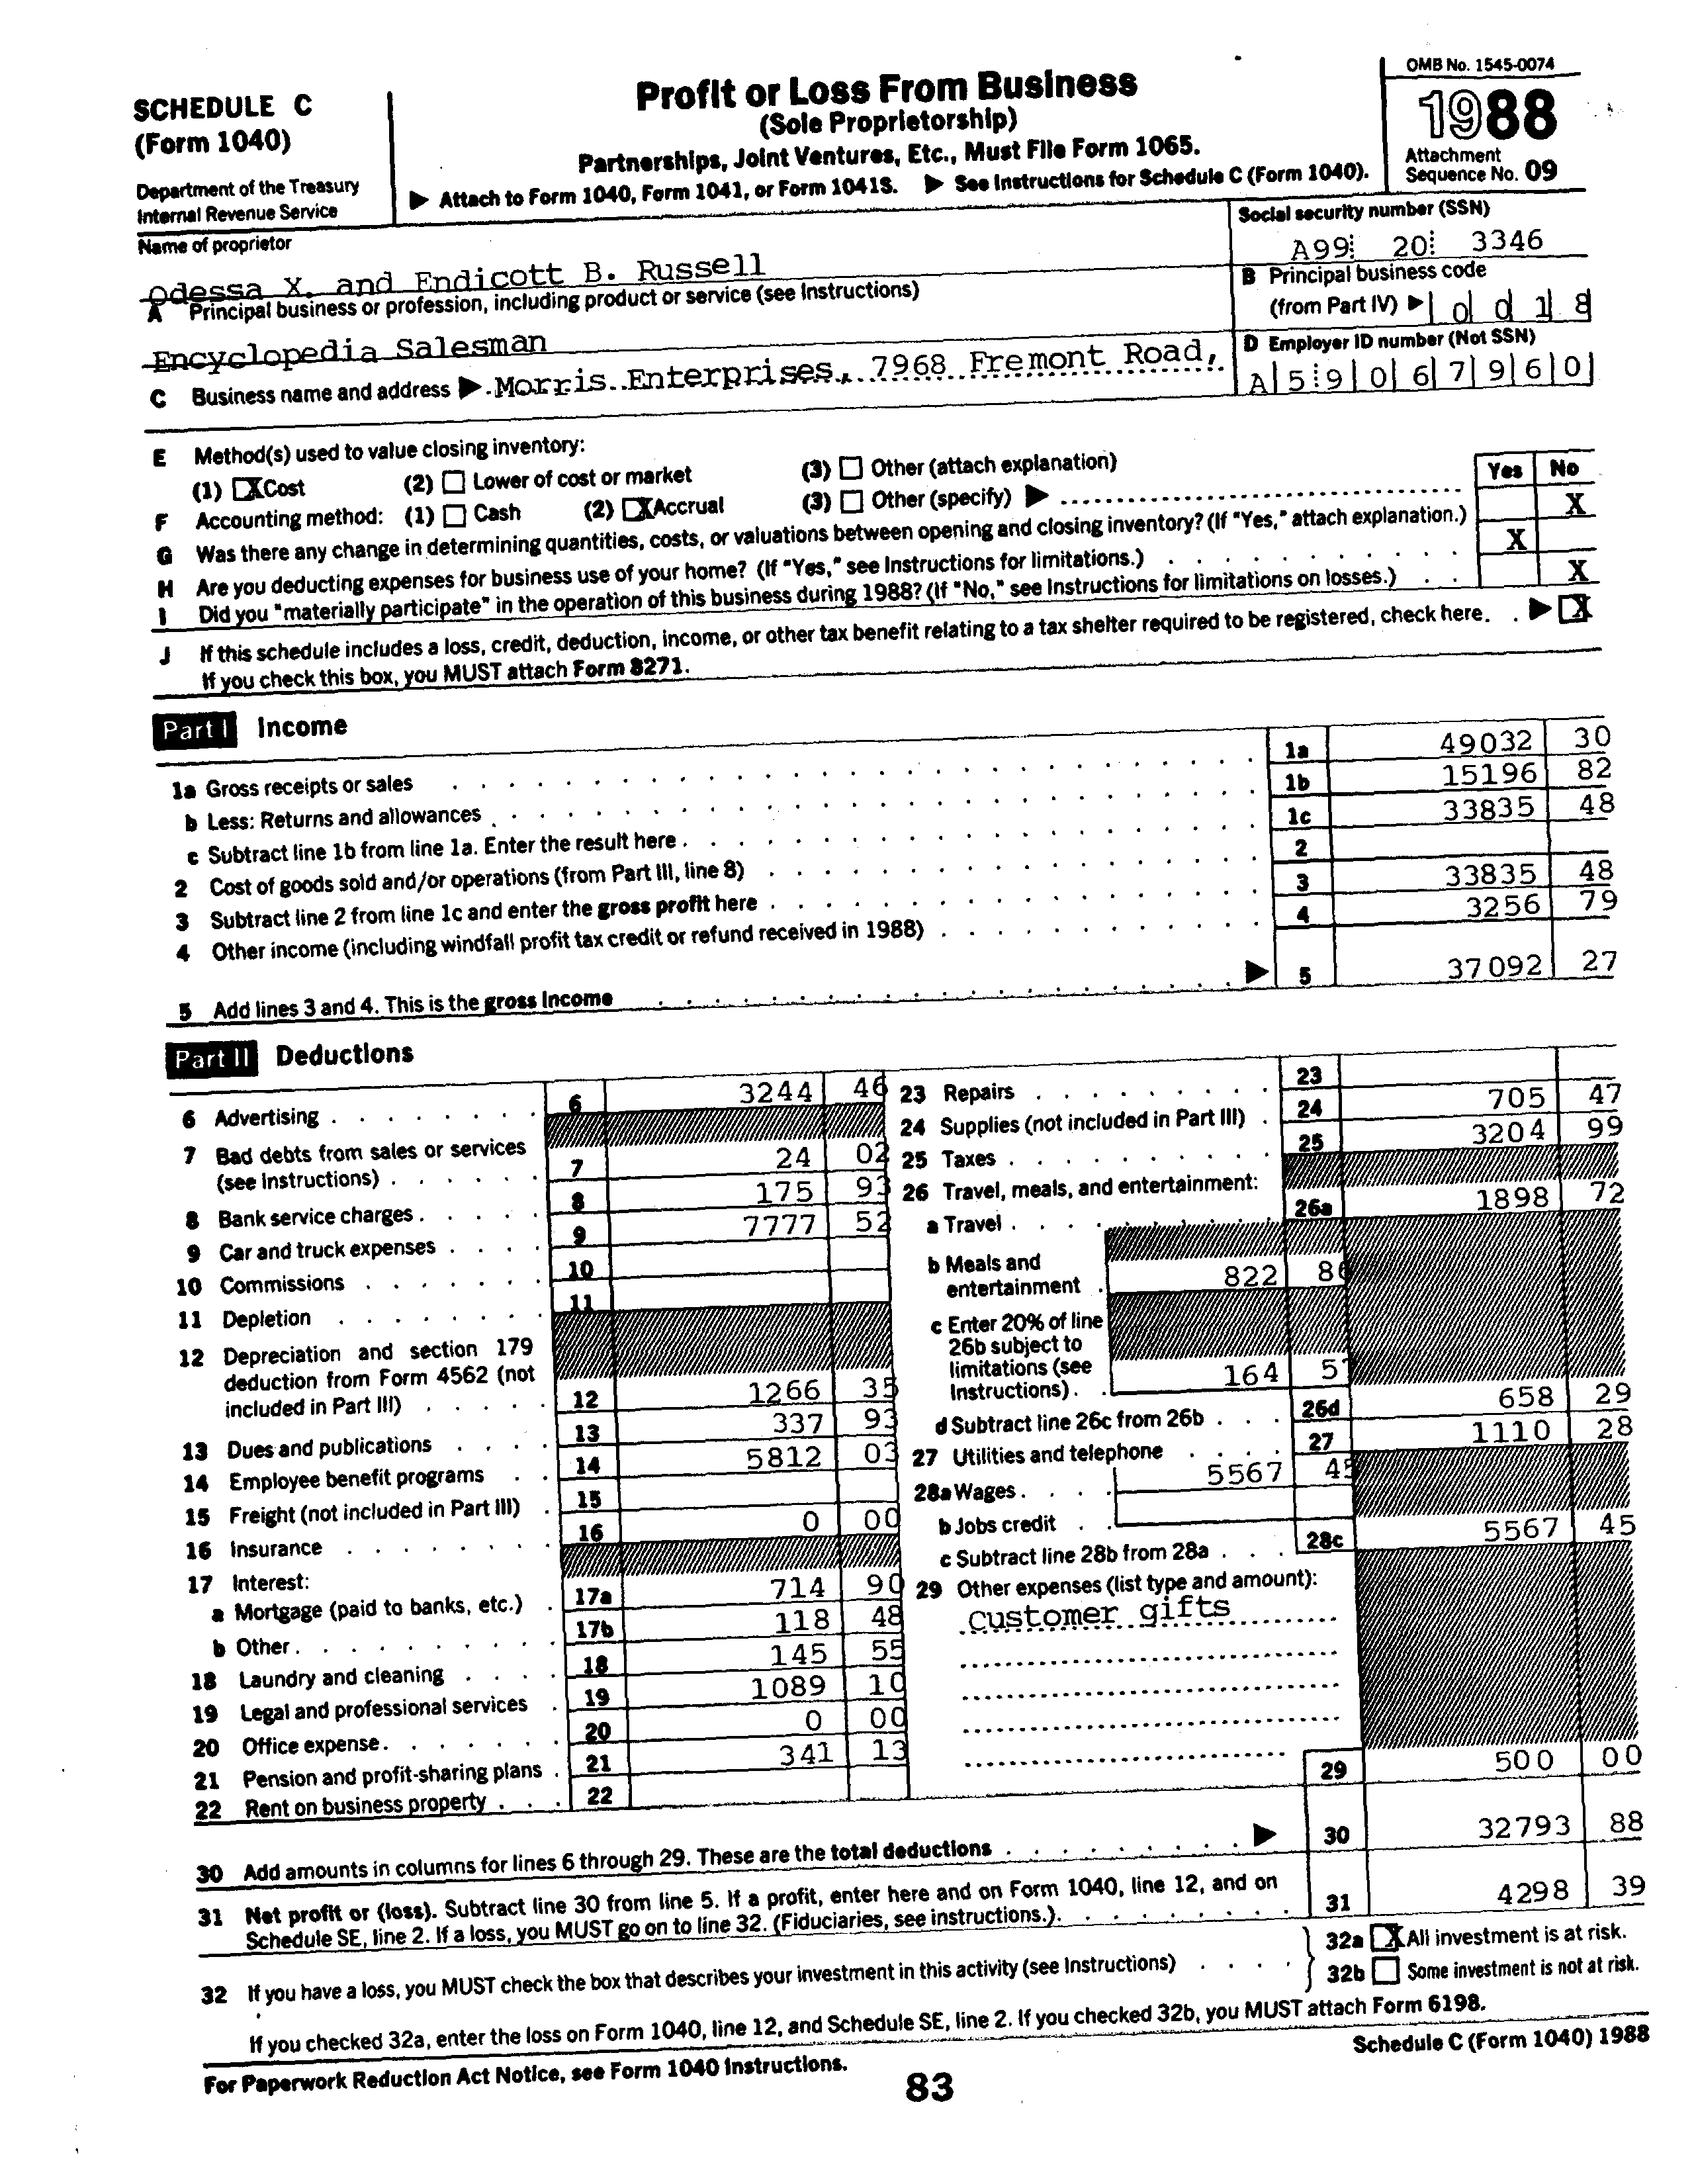 SCHEDULE C
(Form 1040)
Department of the Treasury
Internal Revenue Service
Profit or Loss From Business
(Sole Proprietorship)
Partnerships, Joint Ventures, Etc., Must File Form 1065.
▶ Attach to Form 1040, Form 1041, or Form 1041S. ▶ See Instructions for Schedule C (Form 1040).
OMB No. 1545-0074
1988
Attachment
Sequence No. 09
Name of proprietor
Odessa X. and Endicott B. Russell
Social security number (SSN)
A99 20 3346
A Principal business or profession, including product or service (see Instructions)
Encyclopedia Salesman
B Principal business code
(from Part IV) ▶ 0 0 1 8
C Business name and address ▶ Morris Enterprises, 7968 Fremont Road,
D Employer ID number (Not SSN)
A 5 9 0 6 7 9 6 0
E Method(s) used to value closing inventory:
(1) X Cost (2) Lower of cost or market (3) Other (attach explanation)
F Accounting method: (1) Cash (2) X Accrual (3) Other (specify) ▶
Yes No
G Was there any change in determining quantities, costs, or valuations between opening and closing inventory? (If "Yes," attach explanation.) X
H Are you deducting expenses for business use of your home? (If "Yes," see Instructions for limitations.) X
I Did you "materially participate" in the operation of this business during 1988? (If "No," see Instructions for limitations on losses.) X
J If this schedule includes a loss, credit, deduction, income, or other tax benefit relating to a tax shelter required to be registered, check here. ▶ X
If you check this box, you MUST attach Form 8271.
Part I Income
1a Gross receipts or sales 1a 49032 30
b Less: Returns and allowances 1b 15196 82
c Subtract line 1b from line 1a. Enter the result here 1c 33835 48
2 Cost of goods sold and/or operations (from Part III, line 8) 2
3 Subtract line 2 from line 1c and enter the gross profit here 3 33835 48
4 Other income (including windfall profit tax credit or refund received in 1988) 4 3256 79
5 Add lines 3 and 4. This is the gross income ▶ 5 37092 27
Part II Deductions
6 Advertising 6 3244 46
7 Bad debts from sales or services
(see Instructions) 7 24 02
8 Bank service charges 8 175 93
9 Car and truck expenses 9 7777 52
10 Commissions 10
11 Depletion 11
12 Depreciation and section 179
deduction from Form 4562 (not
included in Part III) 12 1266 35
13 Dues and publications 13 337 93
14 Employee benefit programs 14 5812 03
15 Freight (not included in Part III) 15
16 Insurance 16 0 00
17 Interest:
a Mortgage (paid to banks, etc.) 17a 714 90
b Other 17b 118 48
18 Laundry and cleaning 18 145 55
19 Legal and professional services 19 1089 10
20 Office expense 20 0 00
21 Pension and profit-sharing plans 21 341 13
22 Rent on business property 22
23 Repairs 23
24 Supplies (not included in Part III) 24 705 47
25 Taxes 25 3204 99
26 Travel, meals, and entertainment:
a Travel 26a 1898 72
b Meals and
entertainment 822 86
c Enter 20% of line
26b subject to
limitations (see
Instructions) 164 57
d Subtract line 26c from 26b 26d 658 29
27 Utilities and telephone 27 1110 28
28a Wages 5567 45
b Jobs credit
c Subtract line 28b from 28a 28c 5567 45
29 Other expenses (list type and amount):
Customer gifts
29 500 00
30 Add amounts in columns for lines 6 through 29. These are the total deductions ▶ 30 32793 88
31 Net profit or (loss). Subtract line 30 from line 5. If a profit, enter here and on Form 1040, line 12, and on
Schedule SE, line 2. If a loss, you MUST go on to line 32. (Fiduciaries, see instructions.) 31 4298 39
32 If you have a loss, you MUST check the box that describes your investment in this activity (see Instructions)
32a X All investment is at risk.
32b Some investment is not at risk.
If you checked 32a, enter the loss on Form 1040, line 12, and Schedule SE, line 2. If you checked 32b, you MUST attach Form 6198.
For Paperwork Reduction Act Notice, see Form 1040 Instructions.
Schedule C (Form 1040) 1988
83